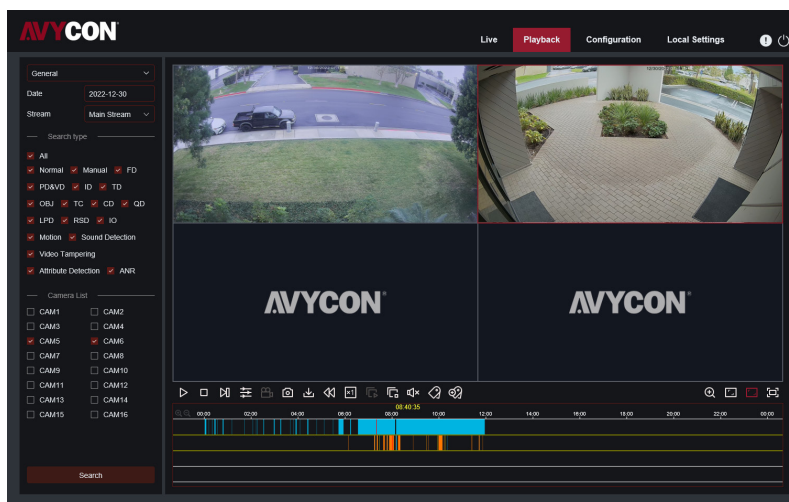 AVYCON
Live Playback Configuration Local Settings
General
Date 2022-12-30
Stream Main Stream
Search type
All
Normal Manual FD
PD&VD ID TD
OBJ TC CD QD
LPD RSD IO
Motion Sound Detection
Video Tampering
Attribute Detection ANR
Camera List
CAM1 CAM2
CAM3 CAM4
CAM5 CAM6
CAM7 CAM8
CAM9 CAM10
CAM11 CAM12
CAM13 CAM14
CAM15 CAM16
Search
AVYCON® AVYCON®
x1
08:40:35
00:00 02:00 04:00 06:00 08:00 10:00 12:00 14:00 16:00 18:00 20:00 22:00 00:00